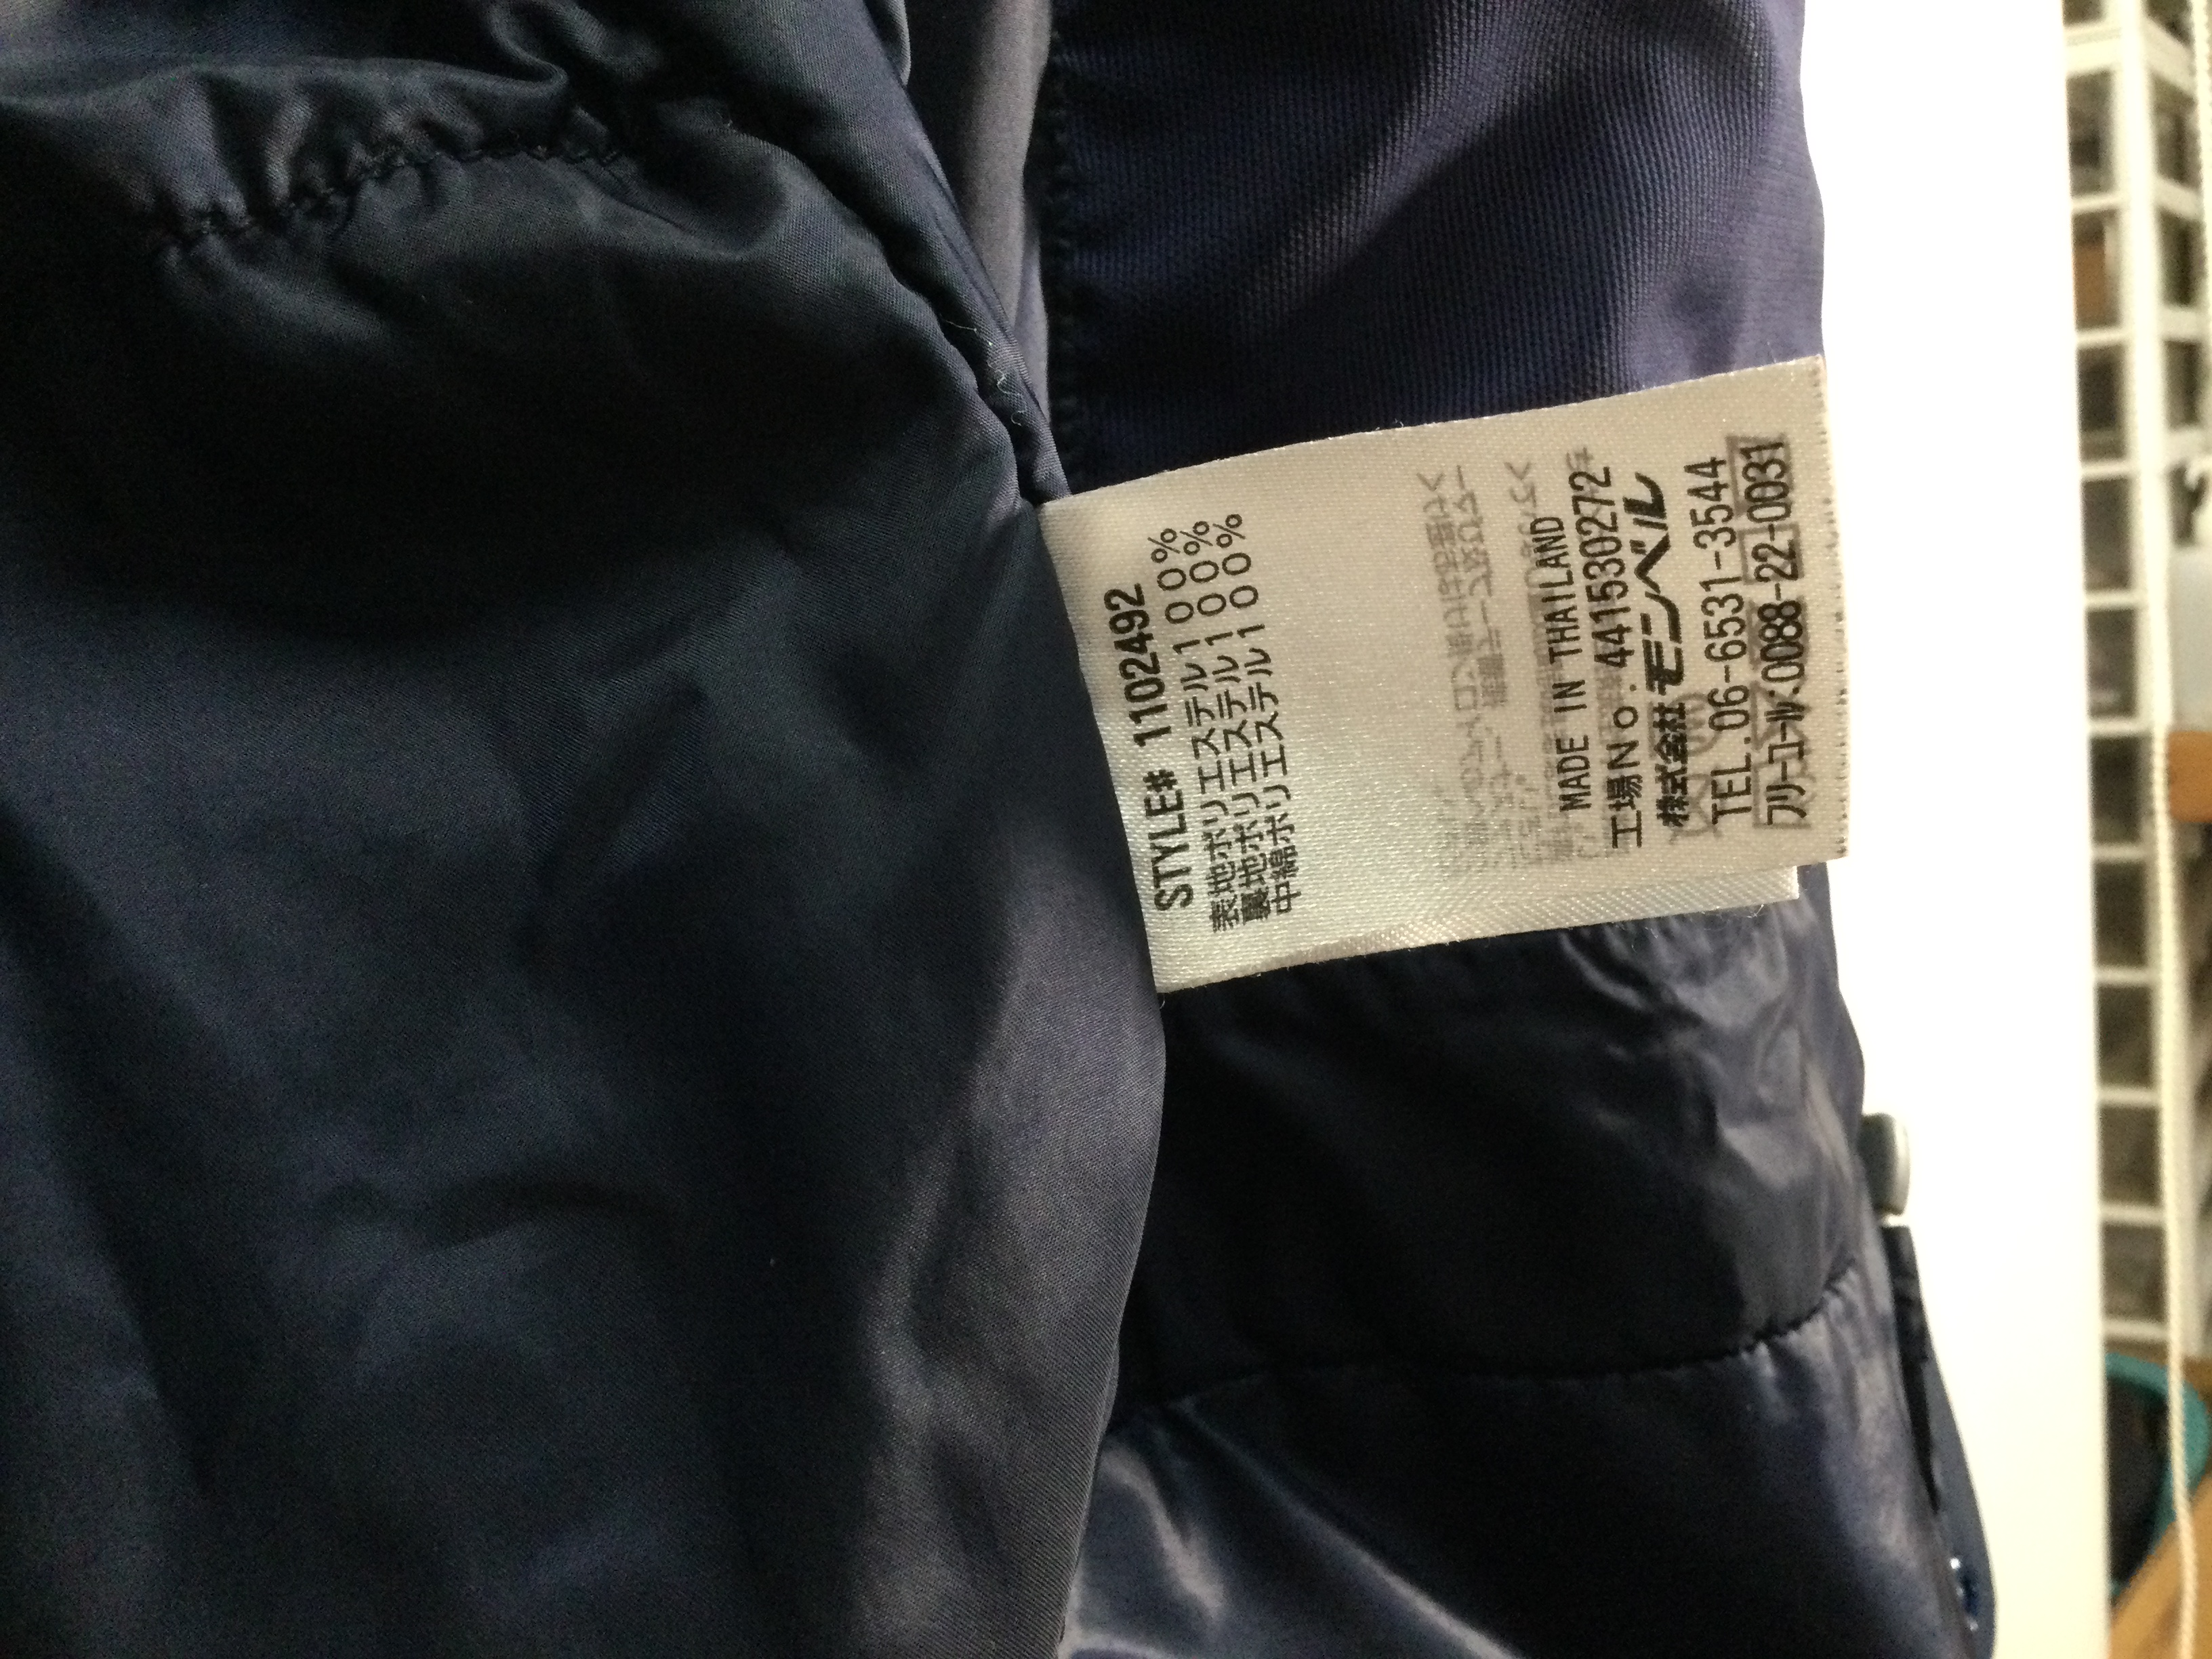 STYLE# 1102492
表地ポリエステル100%
裏地ポリエステル100%
中綿ポリエステル100%
MADE IN THAILAND
工場No. 4415300272
株式会社モンベル
TEL.06-6531-3544
フリーコール:0088-22-0031